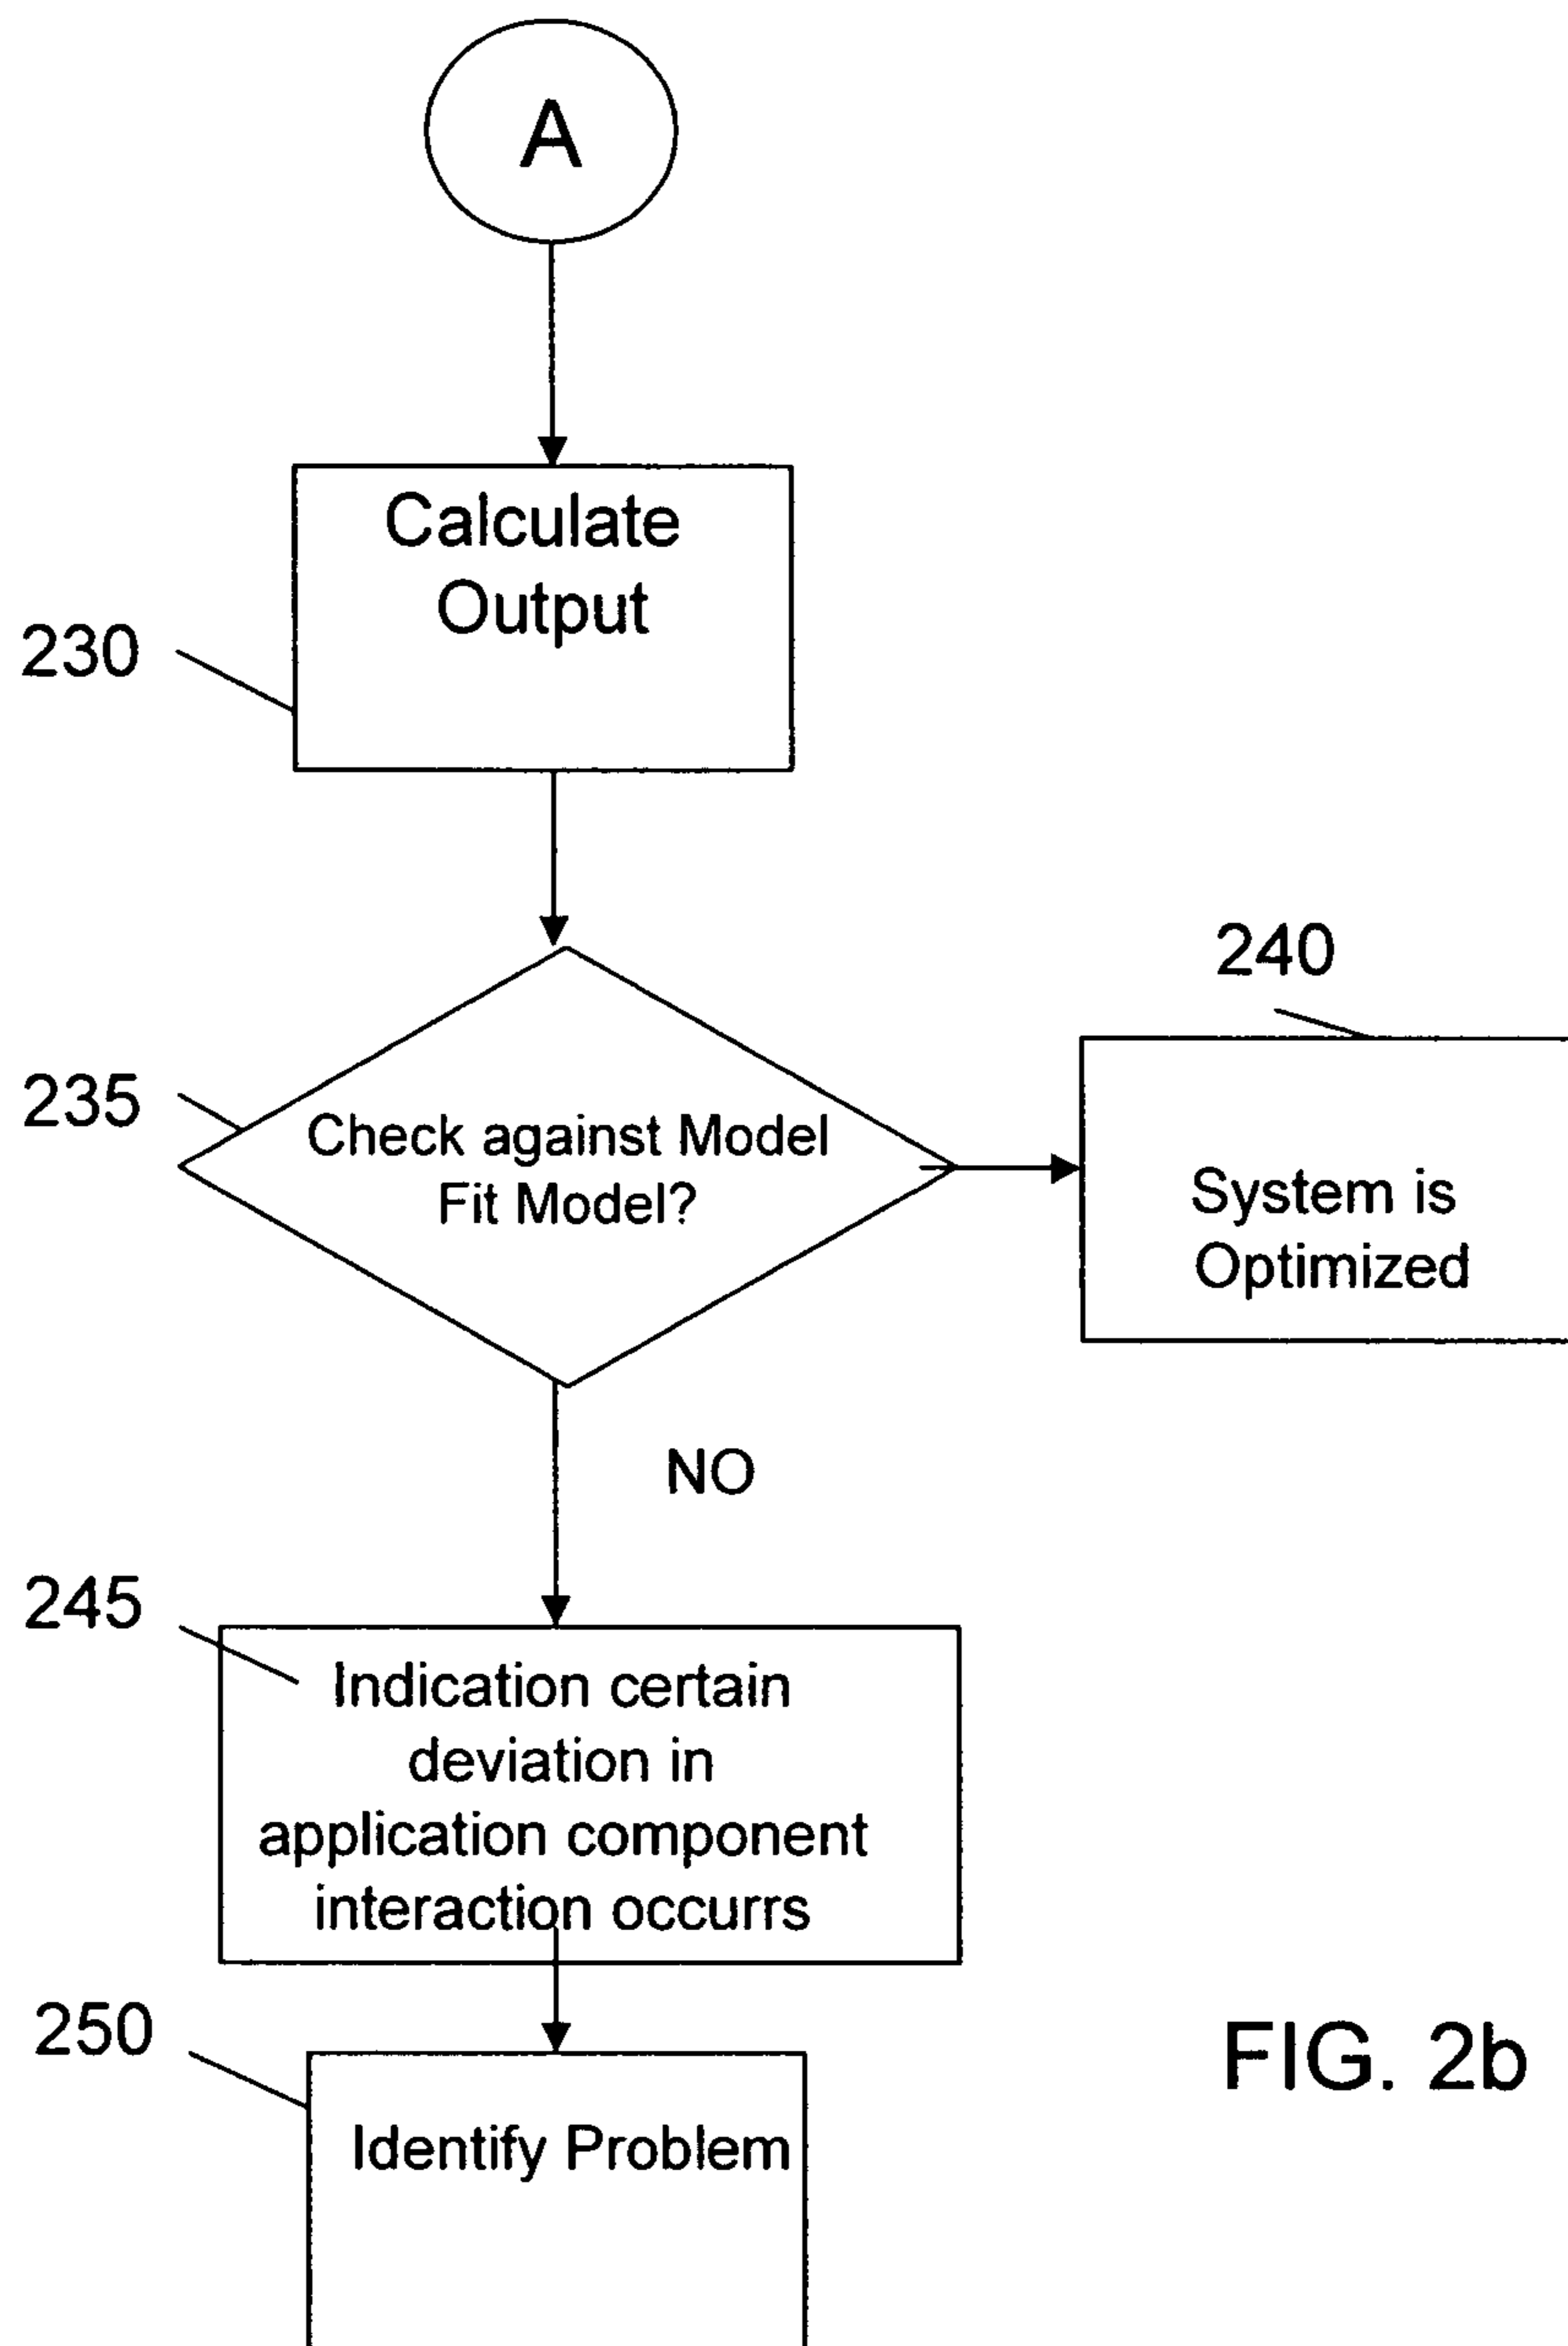 A
Calculate
Output
230
240
235
Check against Model
Fit Model?
System is
Optimized
NO
245
Indication certain
deviation in
application component
interaction occurrs
250
Identify Problem
FIG. 2b